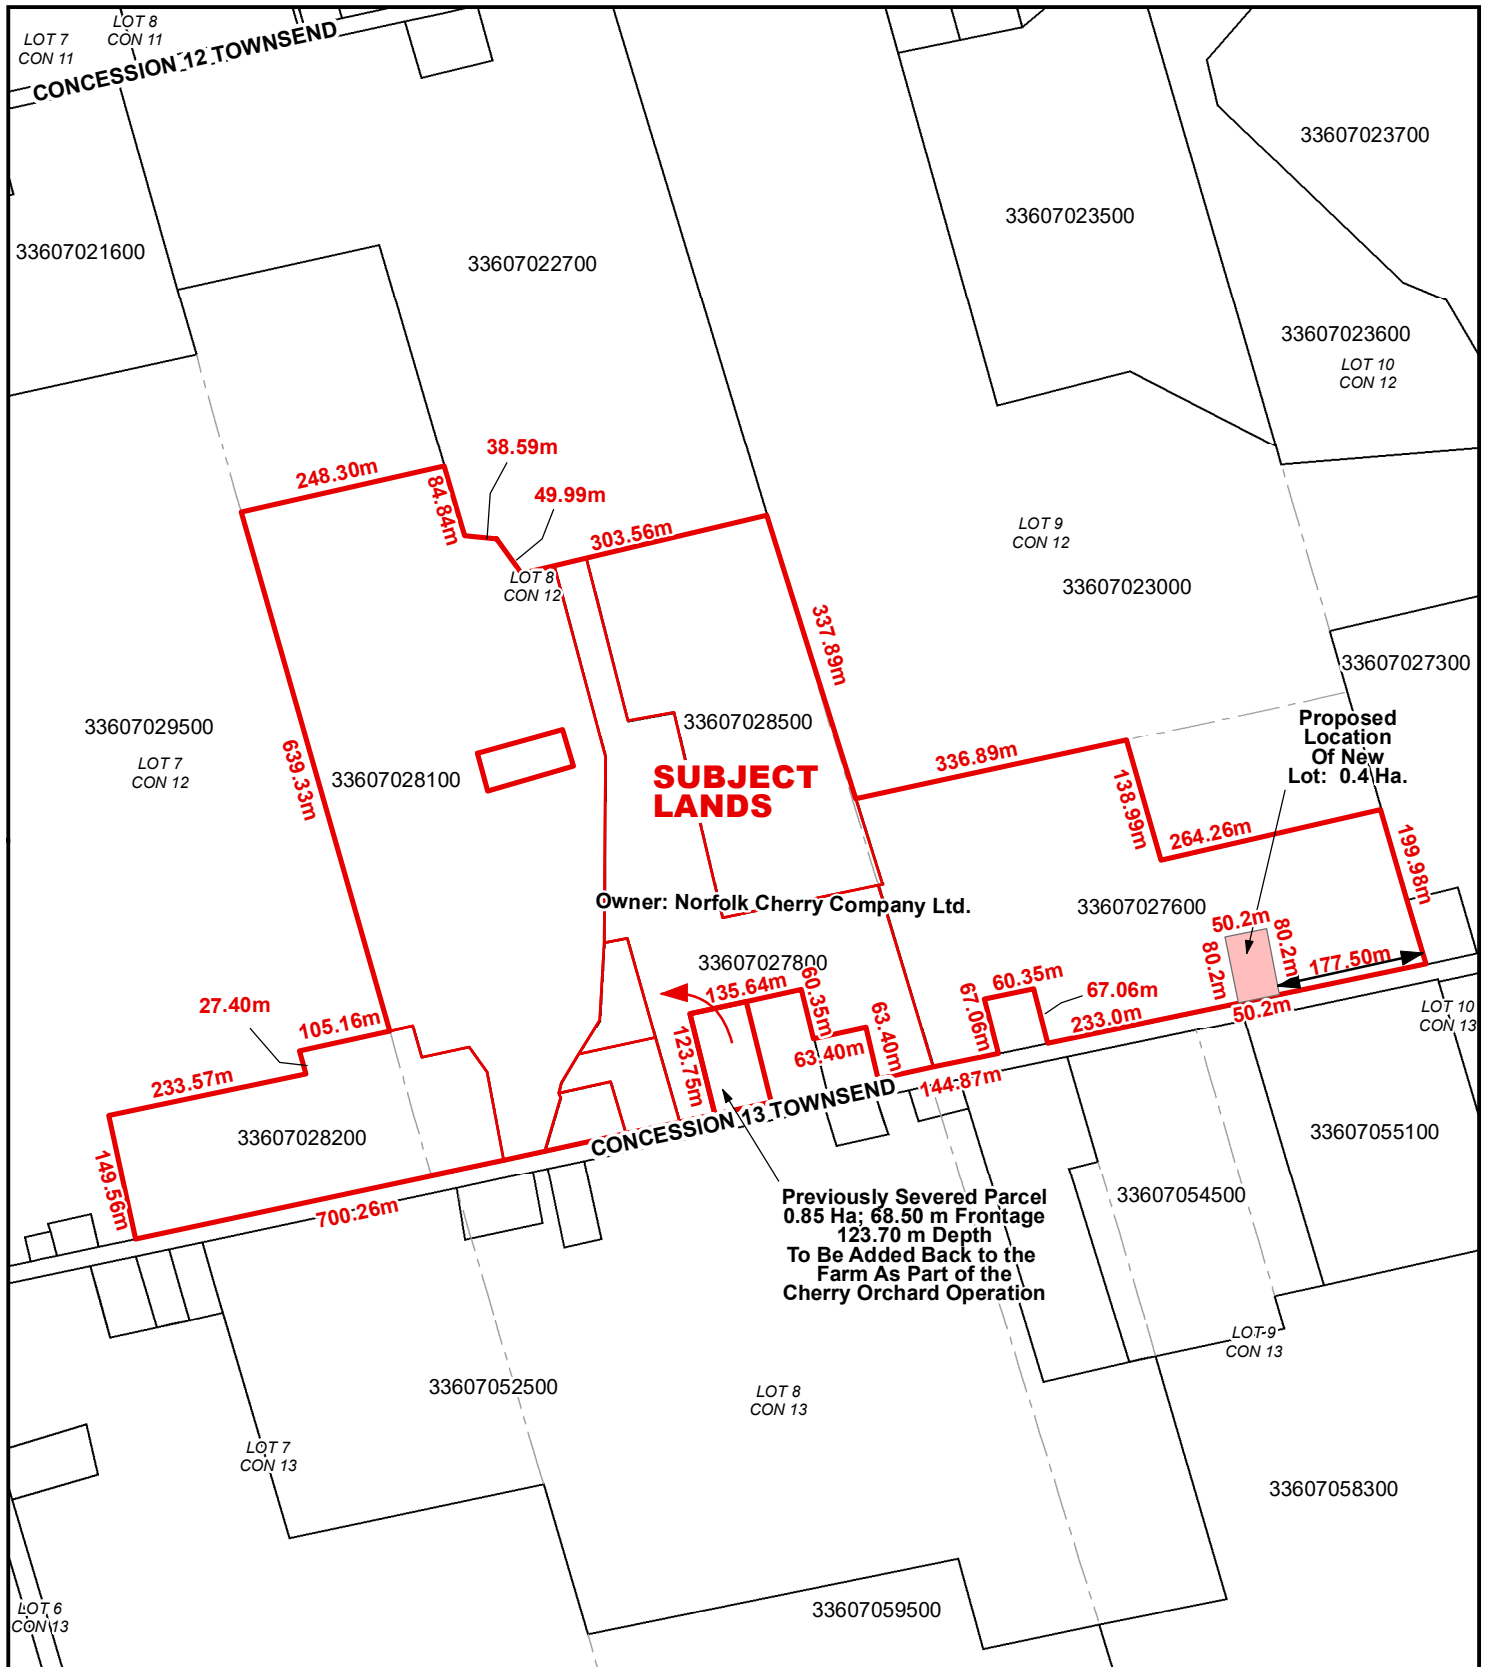 LOT 7
CON 11
LOT 8
CON 11
CONCESSION 12 TOWNSEND
33607021600
33607022700
33607023500
33607023700
33607023600
LOT 10
CON 12
248.30m
84.84m
38.59m
49.99m
303.56m
LOT 8
CON 12
LOT 9
CON 12
33607023000
337.89m
33607027300
33607029500
LOT 7
CON 12
639.33m
33607028100
33607028500
SUBJECT
LANDS
336.89m
138.99m
264.26m
199.98m
Proposed
Location
Of New
Lot: 0.4 Ha.
Owner: Norfolk Cherry Company Ltd.
33607027600
50.2m
80.2m
80.2m
177.50m
50.2m
33607027800
135.64m
60.35m
123.75m
63.40m
63.40m
67.06m
60.35m
67.06m
233.0m
144.87m
27.40m
105.16m
233.57m
149.56m
33607028200
700.26m
CONCESSION 13 TOWNSEND
LOT 10
CON 13
33607055100
33607054500
Previously Severed Parcel
0.85 Ha; 68.50 m Frontage
123.70 m Depth
To Be Added Back to the
Farm As Part of the
Cherry Orchard Operation
LOT 9
CON 13
33607052500
LOT 8
CON 13
LOT 7
CON 13
33607058300
LOT 6
CON 13
33607059500